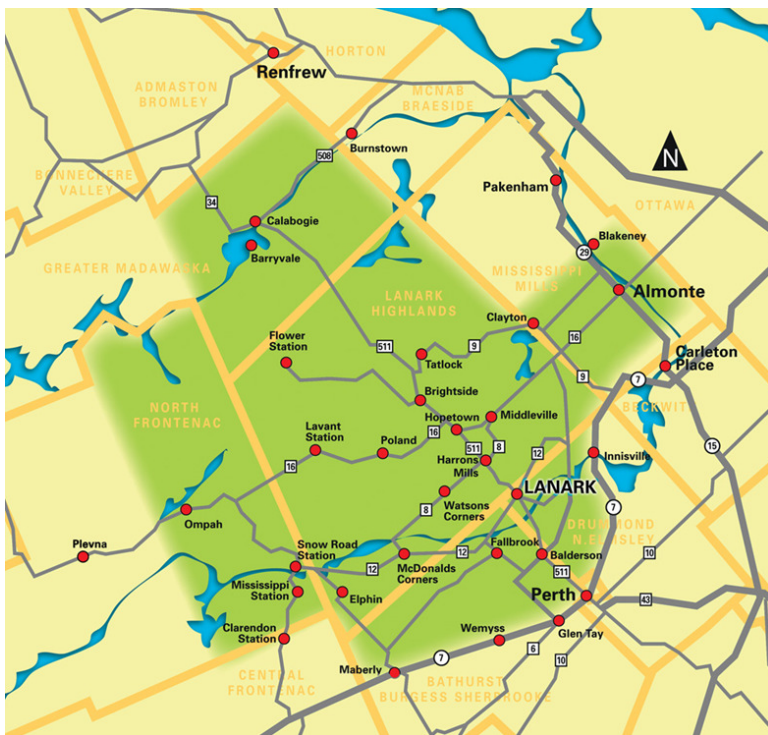 HORTON
Renfrew
ADMASTON
BROMLEY
MCNAB
BRAESIDE
Burnstown
508
N
BONNECHERE
VALLEY
Pakenham
34
OTTAWA
Calabogie
Blakeney
Barryvale
29
GREATER MADAWASKA
MISSISSIPPI
MILLS
Almonte
LANARK
HIGHLANDS
Clayton
16
Flower
Station
511
9
Tatlock
Carleton
Place
9
7
Brightside
NORTH
FRONTENAC
BECKWITH
Hopetown
Middleville
Lavant
Station
16
Poland
511
8
15
12
Innisville
16
Harrons
Mills
LANARK
Watsons
Corners
7
8
Ompah
DRUMMOND
N.ELMSLEY
Plevna
Snow Road
Station
12
McDonalds
Corners
12
Fallbrook
Balderson
10
511
Mississippi
Station
Elphin
Perth
43
Clarendon
Station
Wemyss
Glen Tay
6
7
10
Maberly
CENTRAL
FRONTENAC
BATHURST
BURGESS SHERBROOKE